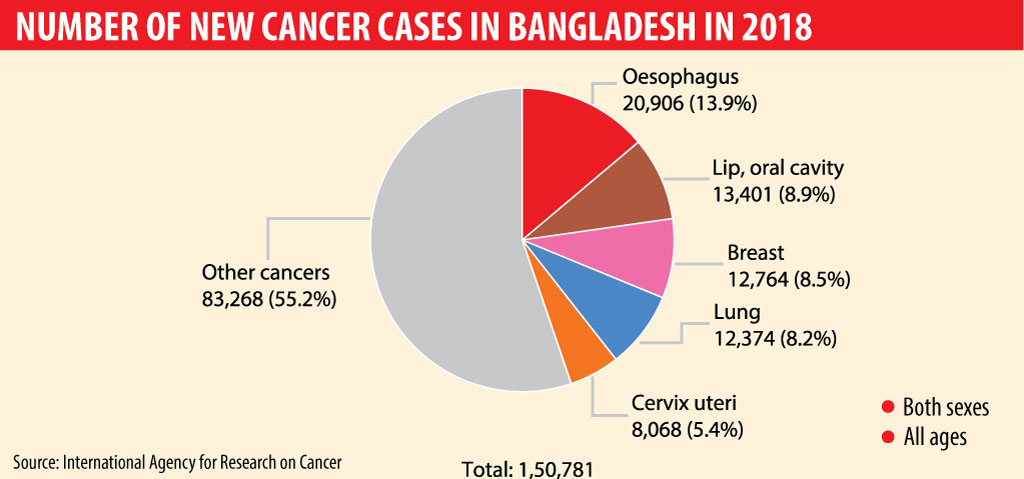 NUMBER OF NEW CANCER CASES IN BANGLADESH IN 2018
Oesophagus
20,906 (13.9%)
Lip, oral cavity
13,401 (8.9%)
Breast
12,764 (8.5%)
Lung
12,374 (8.2%)
Cervix uteri
8,068 (5.4%)
Other cancers
83,268 (55.2%)
Both sexes
All ages
Source: International Agency for Research on Cancer
Total: 1,50,781